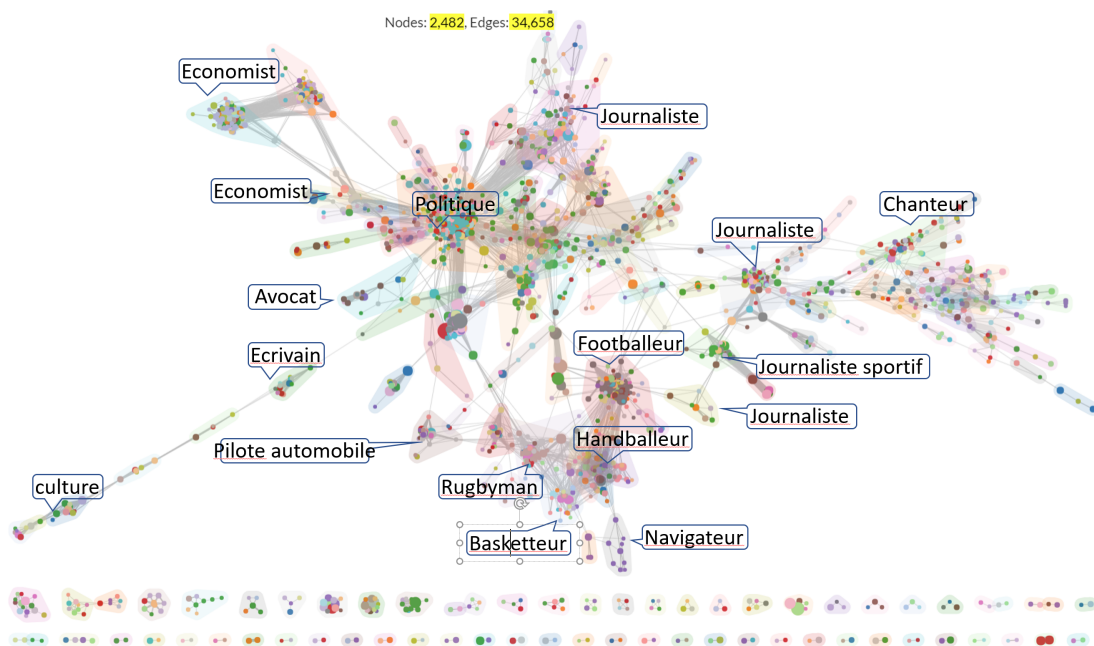 Nodes: 2,482, Edges: 34,658
Economist
Journaliste
Economist
Politique
Chanteur
Journaliste
Avocat
Footballeur
Ecrivain
Journaliste sportif
Journaliste
Handballeur
Pilote automobile
Rugbyman
culture
Basketteur
Navigateur